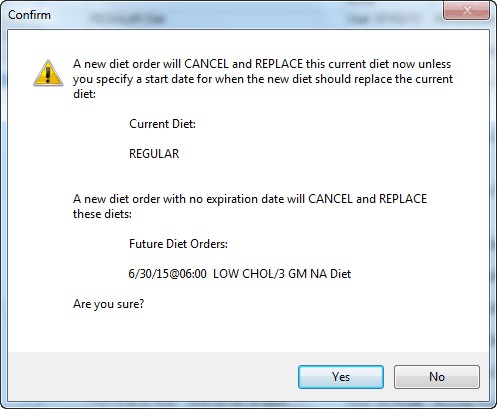 Confirm
A new diet order will CANCEL and REPLACE this current diet now unless
you specify a start date for when the new diet should replace the current
diet:
Current Diet:
REGULAR
A new diet order with no expiration date will CANCEL and REPLACE
these diets:
Future Diet Orders:
6/30/15@06:00  LOW CHOL/3 GM NA Diet
Are you sure?
Yes
No